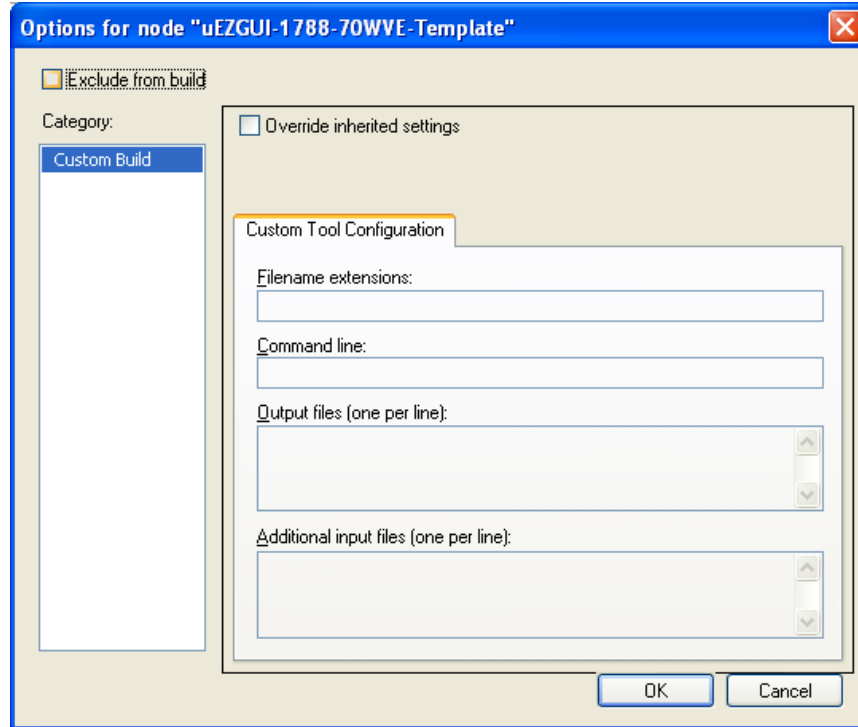 Options for node "uEZGUI-1788-70WVE-Template"
Exclude from build
Category:
Custom Build
Override inherited settings
Custom Tool Configuration
Filename extensions:
Command line:
Output files (one per line):
Additional input files (one per line):
OK
Cancel